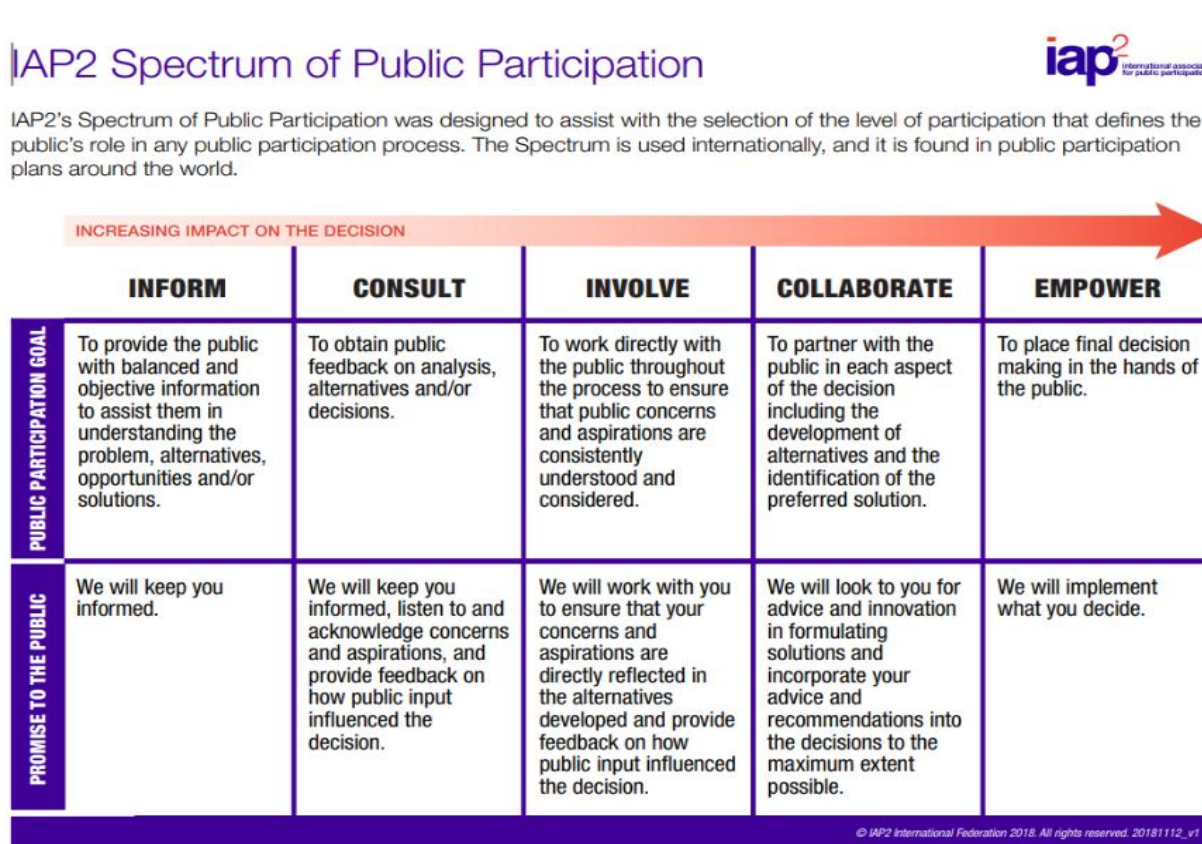 IAP2 Spectrum of Public Participation
iap2
international associa
for public participatio
IAP2's Spectrum of Public Participation was designed to assist with the selection of the level of participation that defines the
public's role in any public participation process. The Spectrum is used internationally, and it is found in public participation
plans around the world.
INCREASING IMPACT ON THE DECISION
INFORM
CONSULT
INVOLVE
COLLABORATE
EMPOWER
PUBLIC PARTICIPATION GOAL
To provide the public
with balanced and
objective information
to assist them in
understanding the
problem, alternatives,
opportunities and/or
solutions.
To obtain public
feedback on analysis,
alternatives and/or
decisions.
To work directly with
the public throughout
the process to ensure
that public concerns
and aspirations are
consistently
understood and
considered.
To partner with the
public in each aspect
of the decision
including the
development of
alternatives and the
identification of the
preferred solution.
To place final decision
making in the hands of
the public.
PROMISE TO THE PUBLIC
We will keep you
informed.
We will keep you
informed, listen to and
acknowledge concerns
and aspirations, and
provide feedback on
how public input
influenced the
decision.
We will work with you
to ensure that your
concerns and
aspirations are
directly reflected in
the alternatives
developed and provide
feedback on how
public input influenced
the decision.
We will look to you for
advice and innovation
in formulating
solutions and
incorporate your
advice and
recommendations into
the decisions to the
maximum extent
possible.
We will implement
what you decide.
© IAP2 International Federation 2018. All rights reserved. 20181112_v1